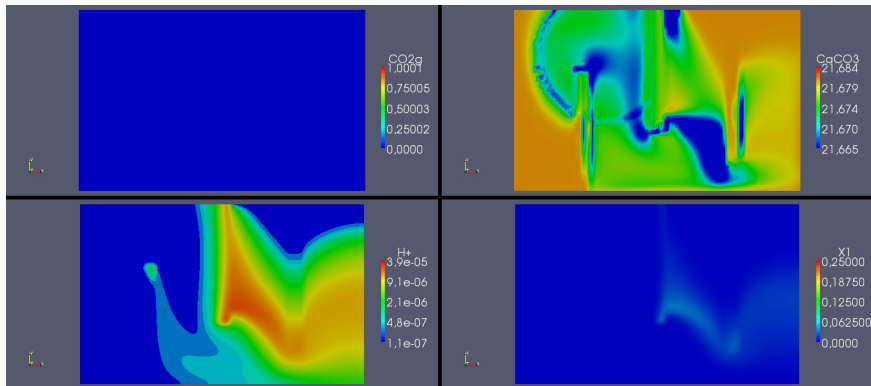 CO2g
1,0001
0,75005
0,50003
0,25002
0,0000
CaCO3
21,684
21,679
21,674
21,670
21,665
H+
3,9e-05
9,1e-06
2,1e-06
4,8e-07
1,1e-07
X1
0,25000
0,18750
0,12500
0,062500
0,0000